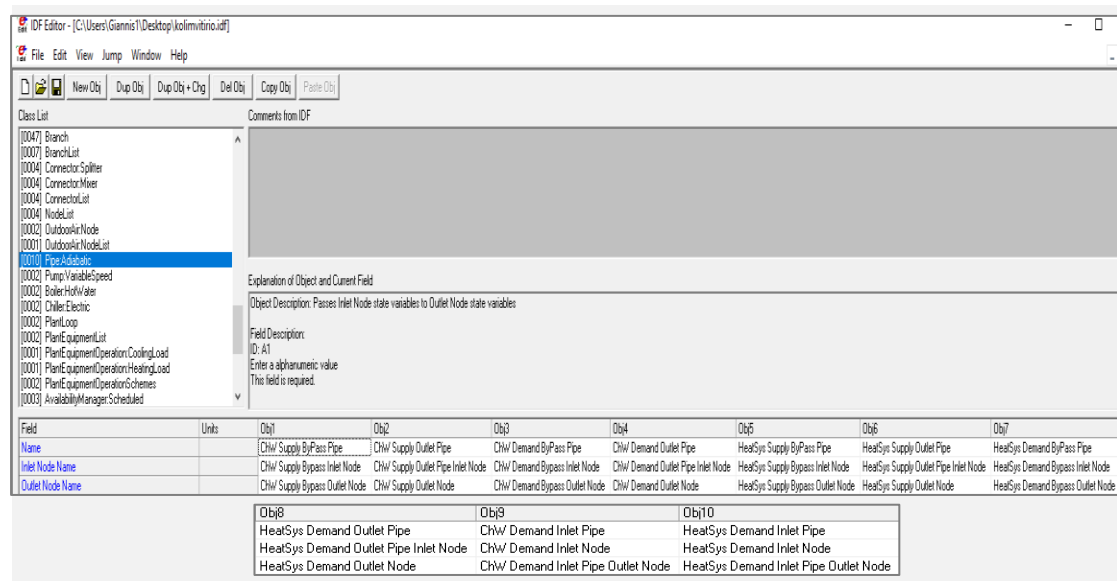 IDF Editor - [C:\Users\Giannis1\Desktop\kolimvitirio.idf]
File Edit View Jump Window Help
New Obj Dup Obj Dup Obj + Chg Del Obj Copy Obj Paste Obj
Class List Comments from IDF
[0047] Branch
[0007] BranchList
[0004] Connector:Splitter
[0004] Connector:Mixer
[0004] ConnectorList
[0004] NodeList
[0002] OutdoorAir:Node
[0001] OutdoorAir:NodeList
[0010] Pipe:Adiabatic
[0002] Pump:VariableSpeed
[0002] Boiler:HotWater
[0002] Chiller:Electric
[0002] PlantLoop
[0002] PlantEquipmentList
[0001] PlantEquipmentOperation:CoolingLoad
[0001] PlantEquipmentOperation:HeatingLoad
[0002] PlantEquipmentOperationSchemes
[0003] AvailabilityManager:Scheduled
Explanation of Object and Current Field
Object Description: Passes Inlet Node state variables to Outlet Node state variables
Field Description:
ID: A1
Enter a alphanumeric value
This field is required.
Field Units Obj1 Obj2 Obj3 Obj4 Obj5 Obj6 Obj7
Name ChW Supply ByPass Pipe ChW Supply Outlet Pipe ChW Demand ByPass Pipe ChW Demand Outlet Pipe HeatSys Supply ByPass Pipe HeatSys Supply Outlet Pipe HeatSys Demand ByPass Pipe
Inlet Node Name ChW Supply Bypass Inlet Node ChW Supply Outlet Pipe Inlet Node ChW Demand Bypass Inlet Node ChW Demand Outlet Pipe Inlet Node HeatSys Supply Bypass Inlet Node HeatSys Supply Outlet Pipe Inlet Node HeatSys Demand Bypass Inlet Node
Outlet Node Name ChW Supply Bypass Outlet Node ChW Supply Outlet Node ChW Demand Bypass Outlet Node ChW Demand Outlet Node HeatSys Supply Bypass Outlet Node HeatSys Supply Outlet Node HeatSys Demand Bypass Outlet Node
Obj8 Obj9 Obj10
HeatSys Demand Outlet Pipe ChW Demand Inlet Pipe HeatSys Demand Inlet Pipe
HeatSys Demand Outlet Pipe Inlet Node ChW Demand Inlet Node HeatSys Demand Inlet Node
HeatSys Demand Outlet Node ChW Demand Inlet Pipe Outlet Node HeatSys Demand Inlet Pipe Outlet Node